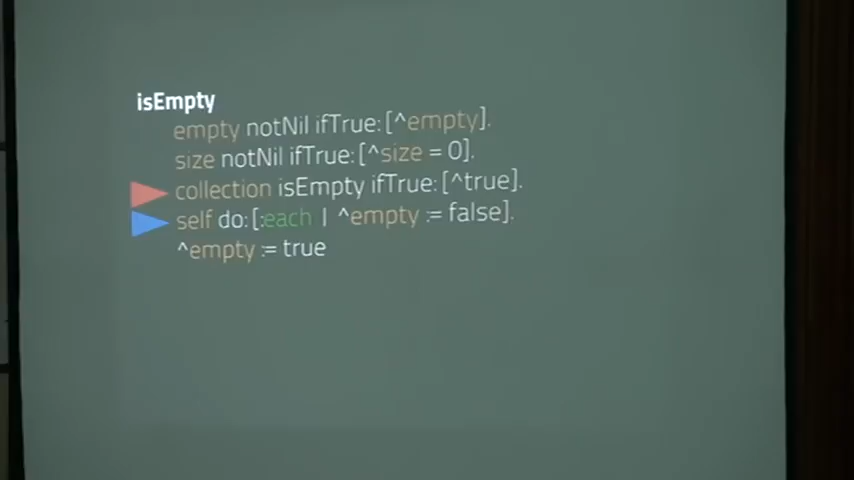 isEmpty
empty notNil ifTrue: [^empty].
size notNil ifTrue: [^size = 0].
collection isEmpty ifTrue: [^true].
self do: [:each | ^empty := false].
^empty := true